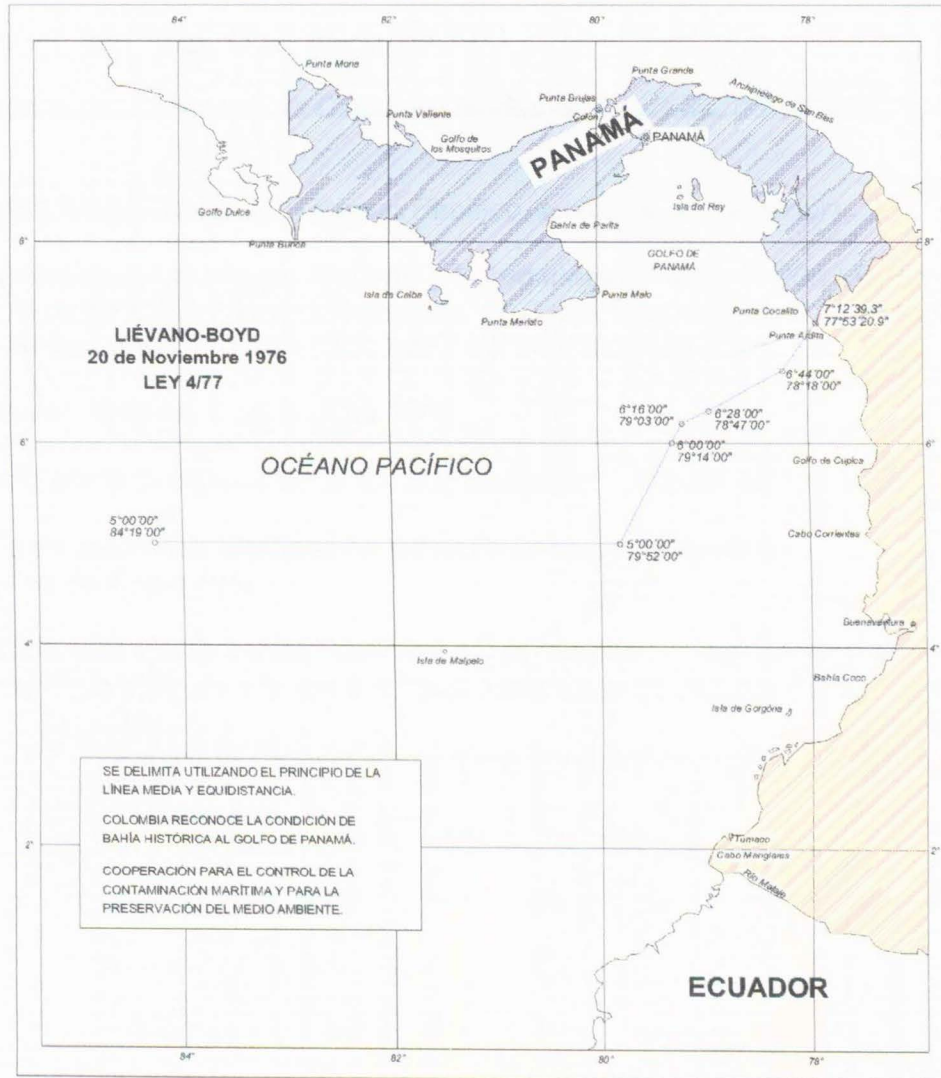 84°
80°
78°
Punta Mona
Punta Grande
Archipiélago de San Blas
Punta Brujas
Colón
Punta Valiente
PANAMÁ
PANAMÁ
Golfo de
los Mosquitos
Isla del Rey
Golfo Dulce
Bahía de Parita
8°
Punta Burica
8°
GOLFO DE
PANAMÁ
Isla de Coiba
Punta Malo
Punta Mariato
Punta Cocalito
7°12´39.3"
77°53´20.9"
Punta Ardita
LIÉVANO-BOYD
20 de Noviembre 1976
LEY 4/77
6°44´00"
78°18´00"
6°16´00"
79°03´00"
6°28´00"
78°47´00"
6°
6°00´00"
79°14´00"
6°
OCÉANO PACÍFICO
Golfo de Cupica
5°00´00"
84°19´00"
Cabo Corrientes
5°00´00"
79°52´00"
Buenaventura
4°
4°
Isla de Malpelo
Bahía Coco
Isla de Gorgóna
SE DELIMITA UTILIZANDO EL PRINCIPIO DE LA
LÍNEA MEDIA Y EQUIDISTANCIA.
COLOMBIA RECONOCE LA CONDICIÓN DE
BAHÍA HISTÓRICA AL GOLFO DE PANAMÁ.
COOPERACIÓN PARA EL CONTROL DE LA
CONTAMINACIÓN MARÍTIMA Y PARA LA
PRESERVACIÓN DEL MEDIO AMBIENTE.
Tumaco
2°
Cabo Manglares
2°
Río Mataje
ECUADOR
84°
82°
80°
78°